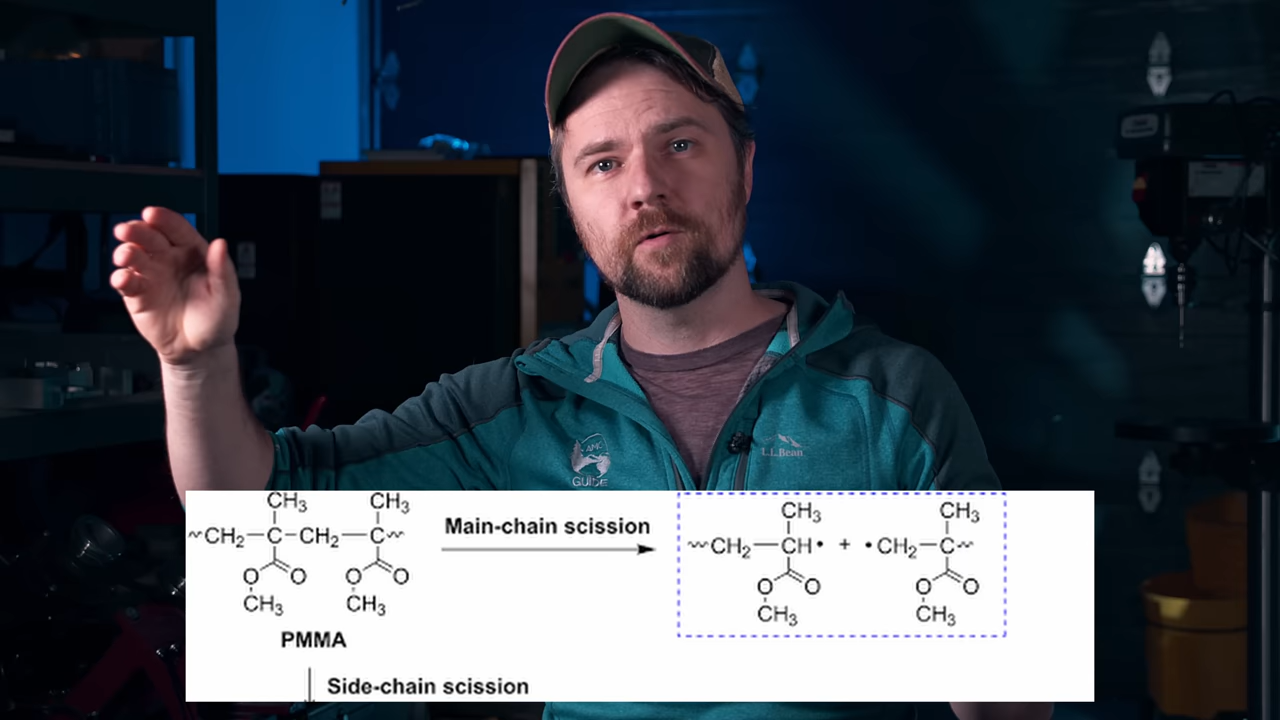 AMC
GUIDE
L.L.Bean
CH₃ CH₃ CH₃ CH₃
Main-chain scission
CH₂ C CH₂ C CH₂ CH• + •CH₂ C
O O O O O O O O
CH₃ CH₃ CH₃ CH₃
PMMA
Side-chain scission